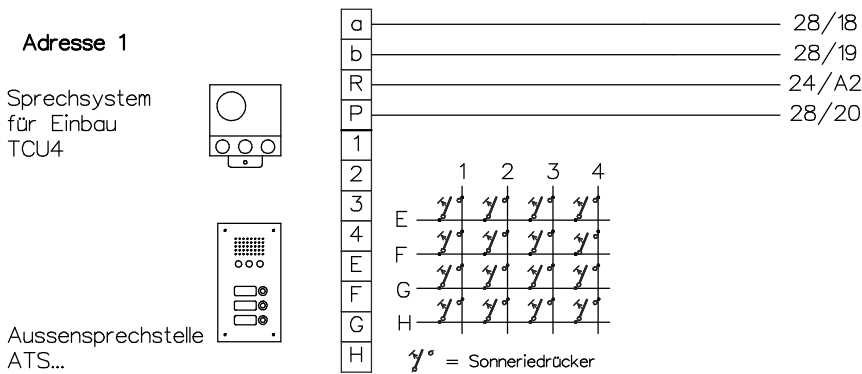 Adresse 1
Sprechsystem
für Einbau
TCU4
Aussensprechstelle
ATS...
a 28/18
b 28/19
R 24/A2
P 28/20
1
2
3
4
E
F
G
H
1 2 3 4
E
F
G
H
= Sonneriedrücker